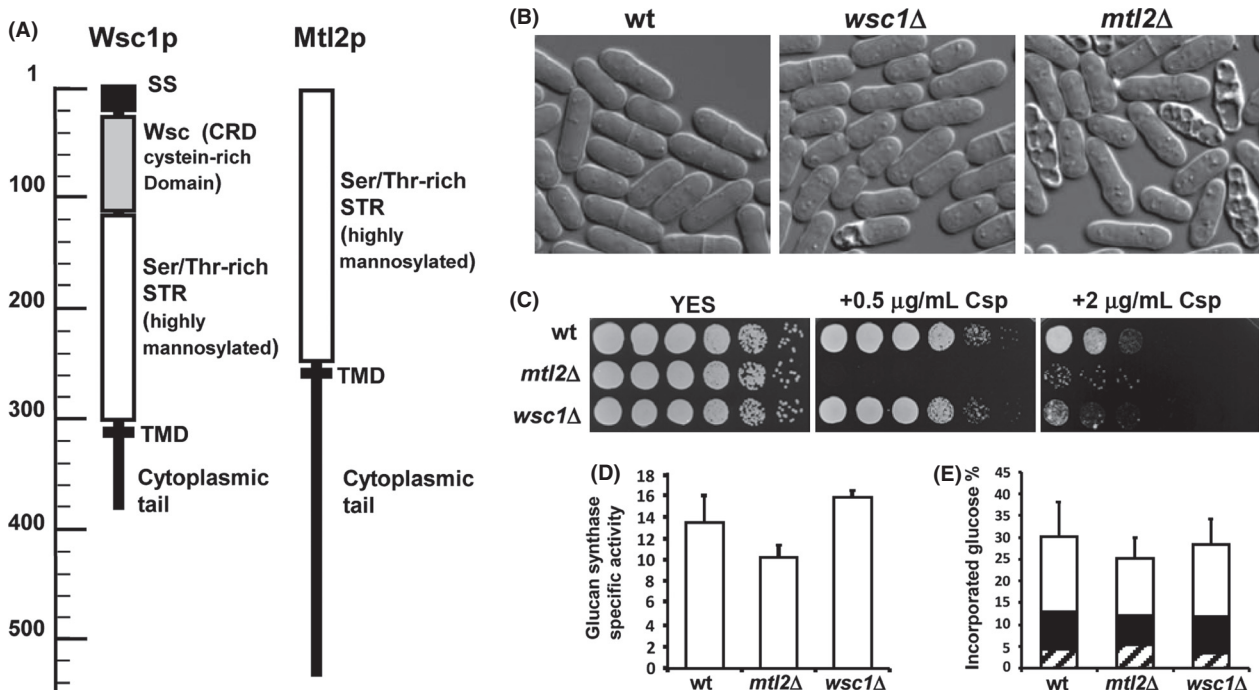 (A)
Wsc1p
Mtl2p
1
100
200
300
400
500
SS
Wsc (CRD
cystein-rich
Domain)
Ser/Thr-rich
STR
(highly
mannosylated)
TMD
Cytoplasmic
tail
Ser/Thr-rich
STR
(highly
mannosylated)
TMD
Cytoplasmic
tail
(B)
wt
wsc1Δ
mtl2Δ
(C)
YES
+0.5 µg/mL Csp
+2 µg/mL Csp
wt
mtl2Δ
wsc1Δ
(D)
Glucan synthase
specific activity
18
16
14
12
10
8
6
4
2
0
wt
mtl2Δ
wsc1Δ
(E)
Incorporated glucose %
45
40
35
30
25
20
15
10
5
0
wt
mtl2Δ
wsc1Δ